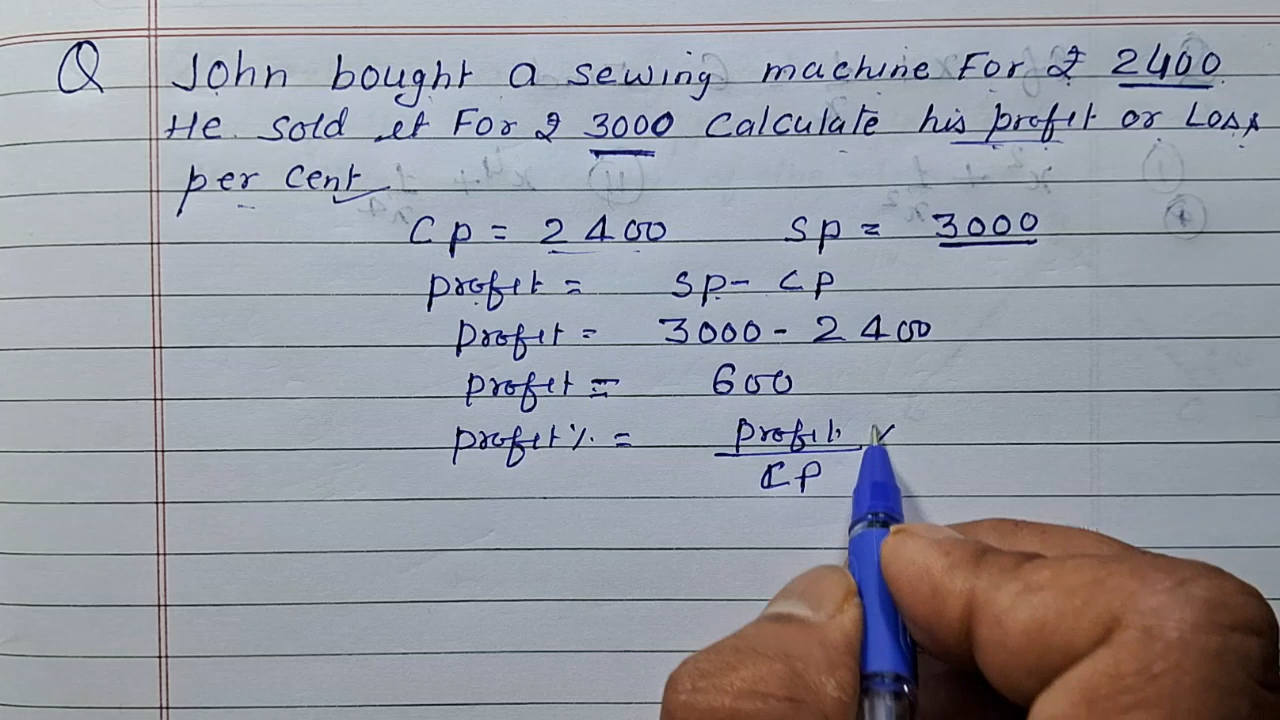 Q John bought a sewing machine For ₹ 2400
He sold it For ₹ 3000 Calculate his profit or Loss
per cent
Cp = 2400 Sp = 3000
profit = Sp - Cp
profit = 3000 - 2400
profit = 600
profit % = profit
CP